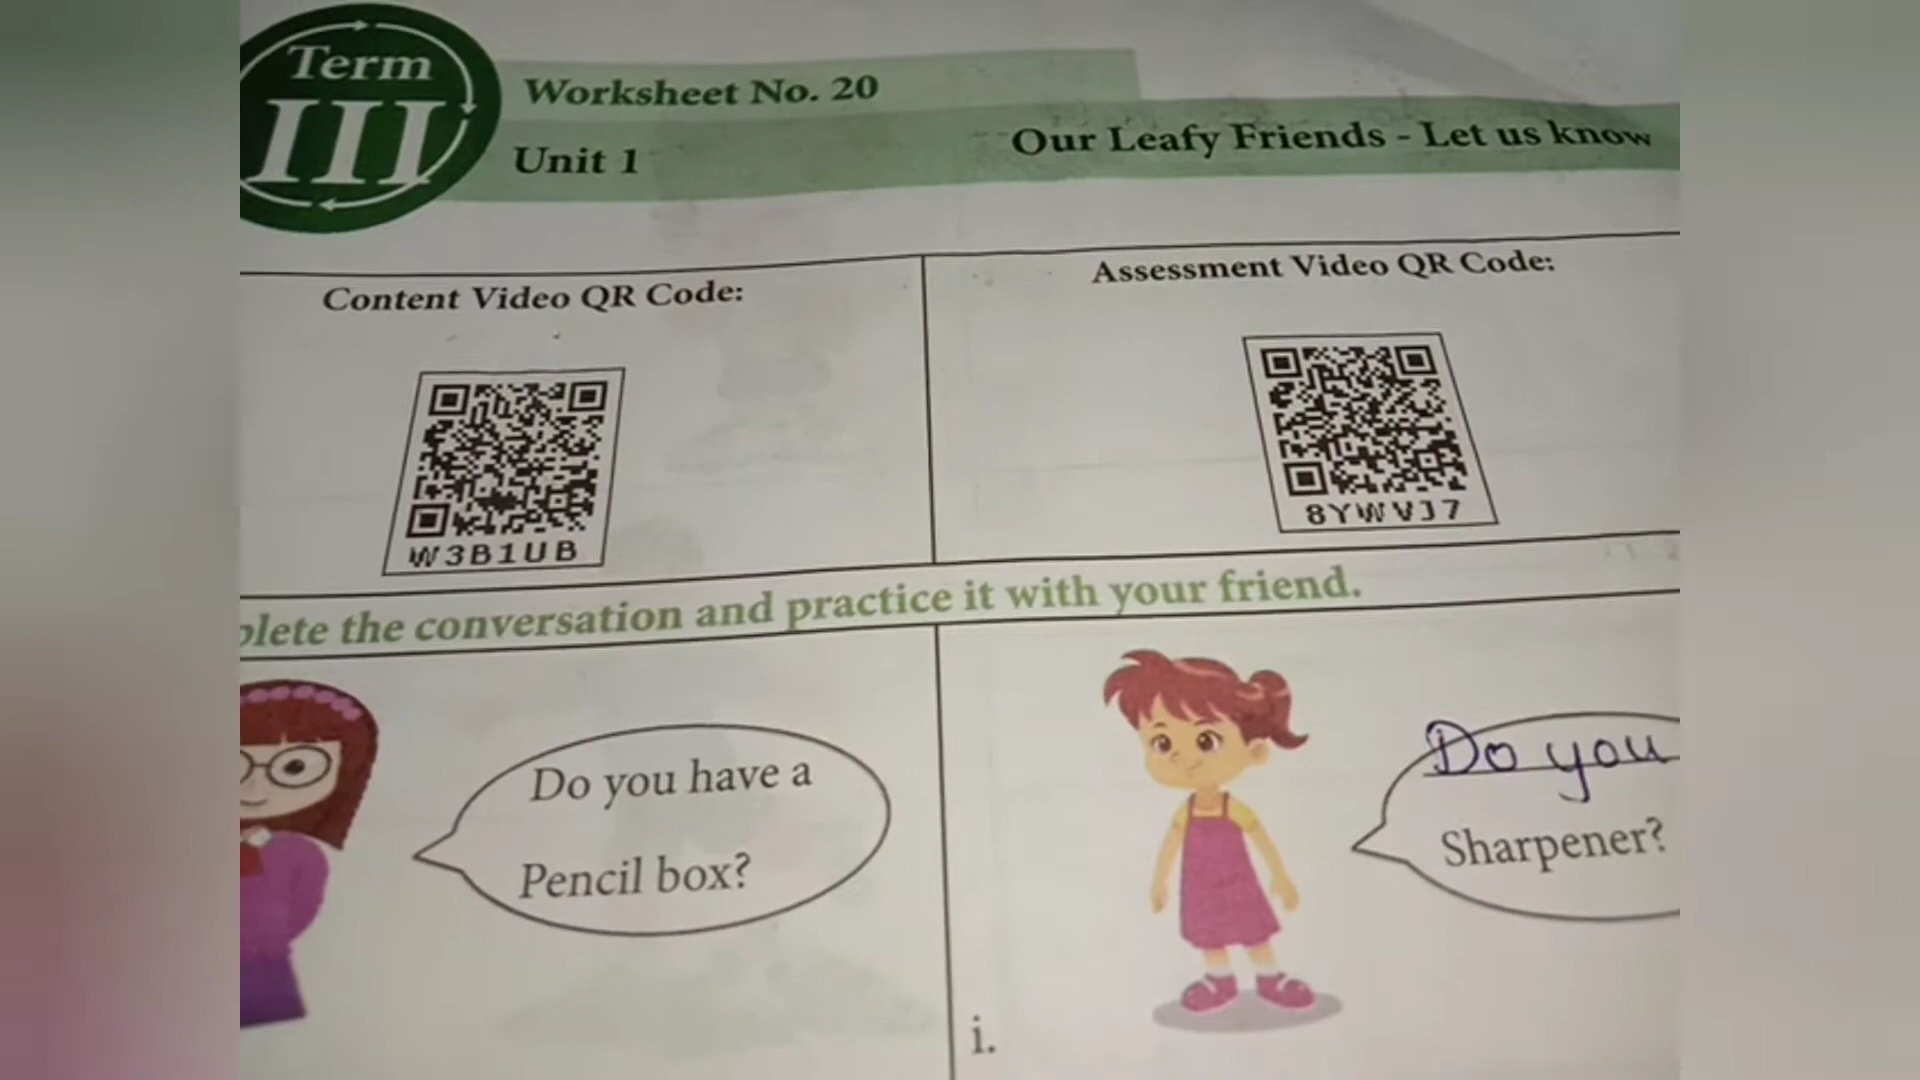 Term
III
Worksheet No. 20
Unit 1
Our Leafy Friends - Let us know
Content Video QR Code:
Assessment Video QR Code:
W3B1UB
8YWVJ7
the conversation and practice it with your friend.
Do you have a
Pencil box?
Do you
Sharpener?
i.